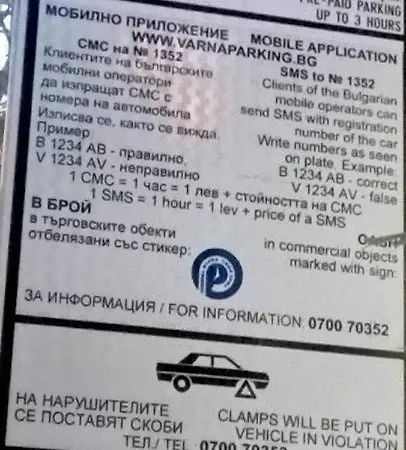 PRE-PAID PARKING
UP TO 3 HOURS
МОБИЛНО ПРИЛОЖЕНИЕ MOBILE APPLICATION
WWW.VARNAPARKING.BG
СМС на № 1352
Клиентите на българските
мобилни оператори
да изпращат СМС с
номера на автомобила
Изписва се, както се вижда.
Пример
В 1234 АВ - правилно,
V 1234 AV - неправилно
SMS to № 1352
Clients of the Bulgarian
mobile operators can
send SMS with registration
number of the car
Write numbers as seen
on plate. Example
B 1234 AB - correct
V 1234 AV - false
1 СМС = 1 час = 1 лев + стойността на СМС
1 SMS = 1 hour = 1 lev + price of a SMS
В БРОЙ
в търговските обекти
отбелязани със стикер:
in commercial objects
marked with sign:
P
ЗА ИНФОРМАЦИЯ / FOR INFORMATION: 0700 70352
НА НАРУШИТЕЛИТЕ
СЕ ПОСТАВЯТ СКОБИ
CLAMPS WILL BE PUT ON
VEHICLE IN VIOLATION
ТЕЛ./ TEL.: 0700 70352